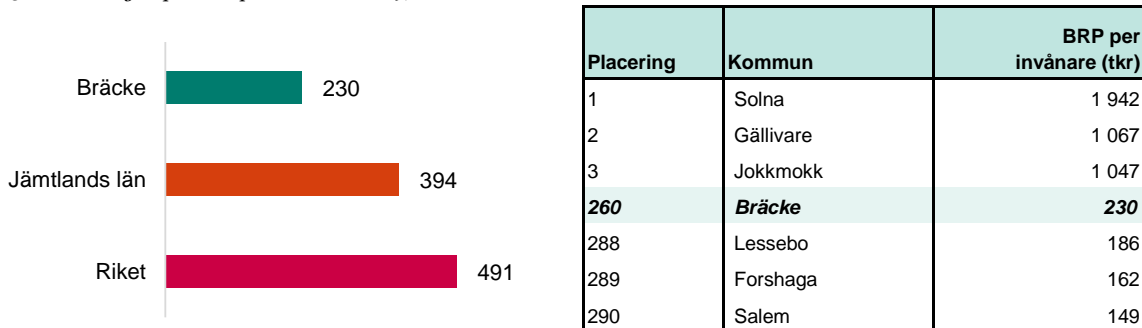 Bräcke 230
Jämtlands län 394
Riket 491
Placering Kommun BRP per invånare (tkr)
1 Solna 1 942
2 Gällivare 1 067
3 Jokkmokk 1 047
260 Bräcke 230
288 Lessebo 186
289 Forshaga 162
290 Salem 149